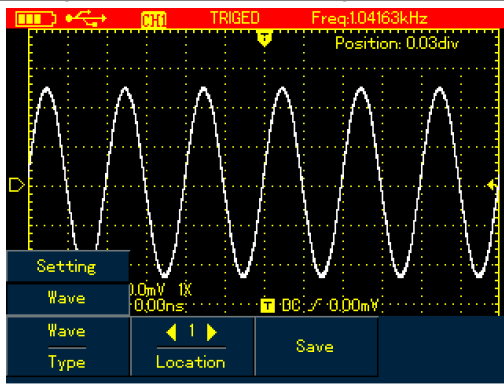 CH1 TRIGED Freq:1.04163kHz
T
Position: 0.03div
Setting
Wave
0.0mV 1X
0.00ns
T DC 0.00mV
Wave
Type
1
Location
Save